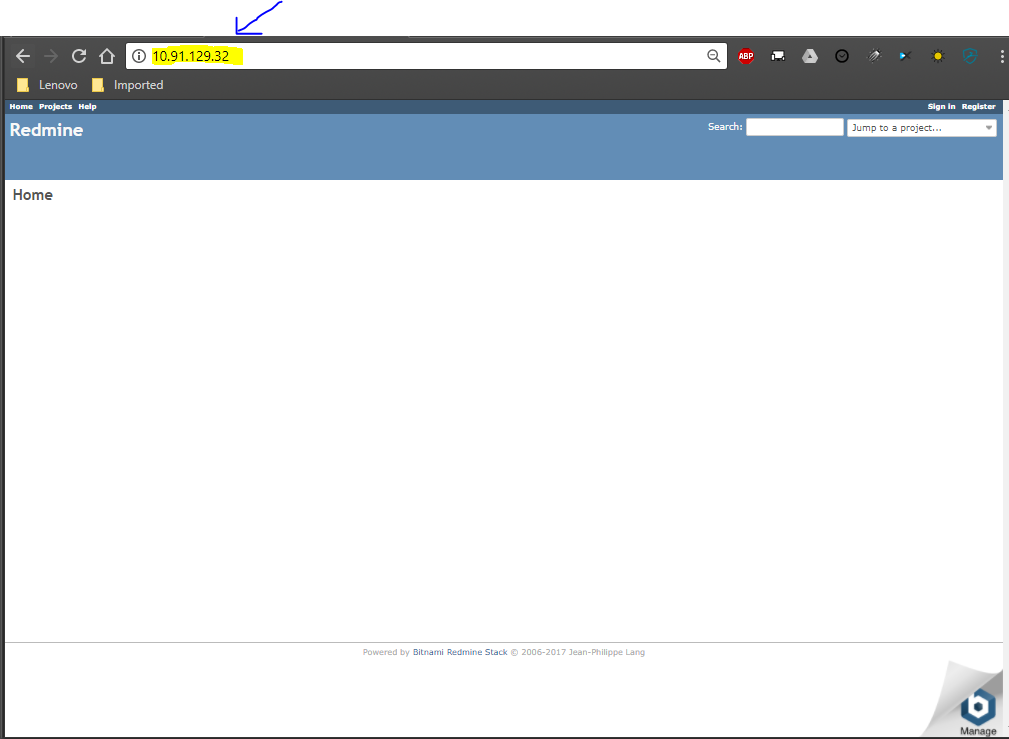 10.91.129.32
ABP
Lenovo Imported
Home Projects Help Sign in Register
Redmine Search: Jump to a project...
Home
Powered by Bitnami Redmine Stack © 2006-2017 Jean-Philippe Lang
Manage